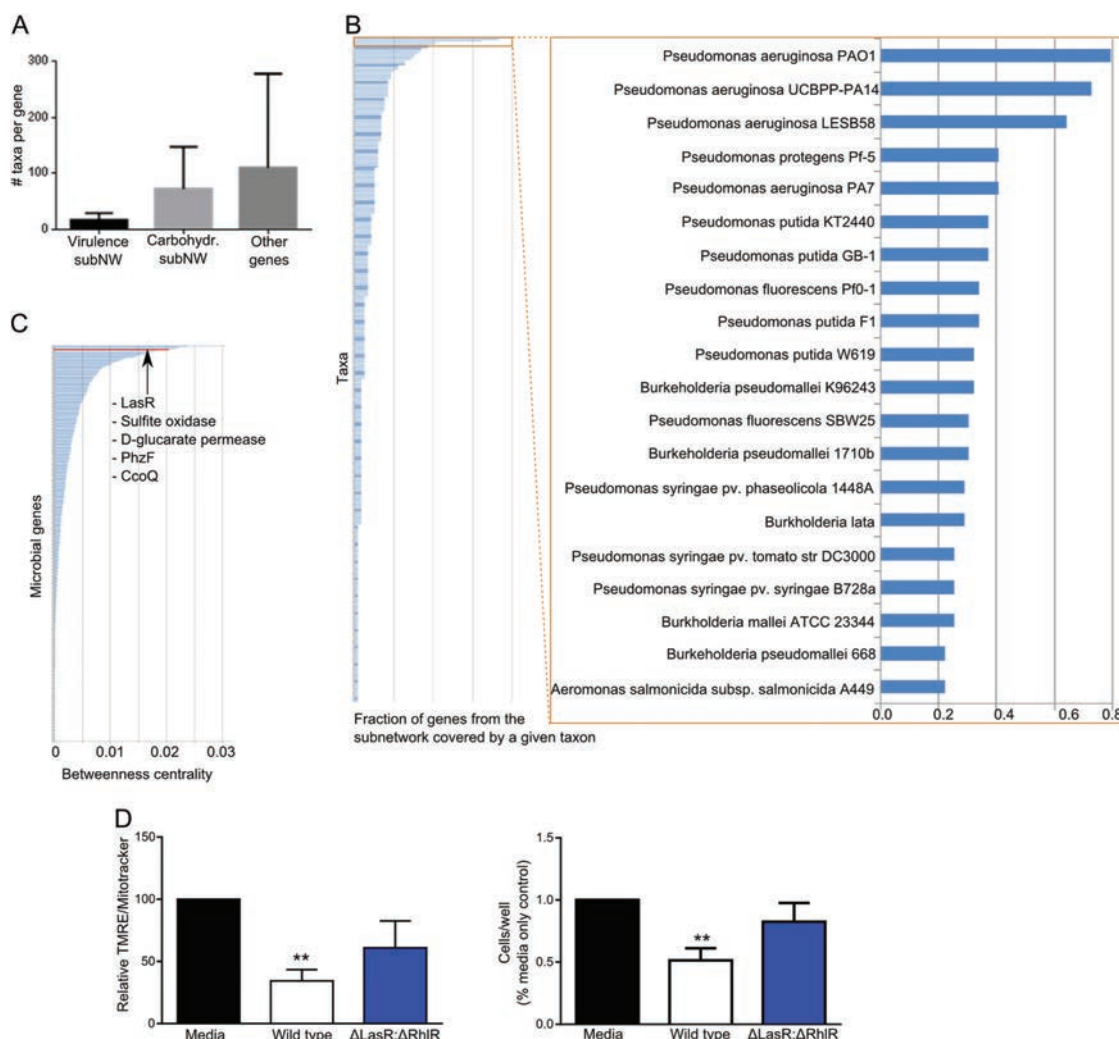 A
# taxa per gene
300
200
100
0
Virulence
subNW
Carbohydr.
subNW
Other
genes
B
Taxa
Fraction of genes from the
subnetwork covered by a given taxon
Pseudomonas aeruginosa PAO1
Pseudomonas aeruginosa UCBPP-PA14
Pseudomonas aeruginosa LESB58
Pseudomonas protegens Pf-5
Pseudomonas aeruginosa PA7
Pseudomonas putida KT2440
Pseudomonas putida GB-1
Pseudomonas fluorescens Pf0-1
Pseudomonas putida F1
Pseudomonas putida W619
Burkeholderia pseudomallei K96243
Pseudomonas fluorescens SBW25
Burkeholderia pseudomallei 1710b
Pseudomonas syringae pv. phaseolicola 1448A
Burkholderia lata
Pseudomonas syringae pv. tomato str DC3000
Pseudomonas syringae pv. syringae B728a
Burkholderia mallei ATCC 23344
Burkeholderia pseudomallei 668
Aeromonas salmonicida subsp. salmonicida A449
0.0 0.2 0.4 0.6 0.8
C
Microbial genes
- LasR
- Sulfite oxidase
- D-glucarate permease
- PhzF
- CcoQ
0 0.01 0.02 0.03
Betweenness centrality
D
Relative TMRE/Mitotracker
150
100
50
0
**
Media Wild type ΔLasR:ΔRhlR
Cells/well
(% media only control)
1.5
1.0
0.5
0.0
**
Media Wild type ΔLasR:ΔRhlR